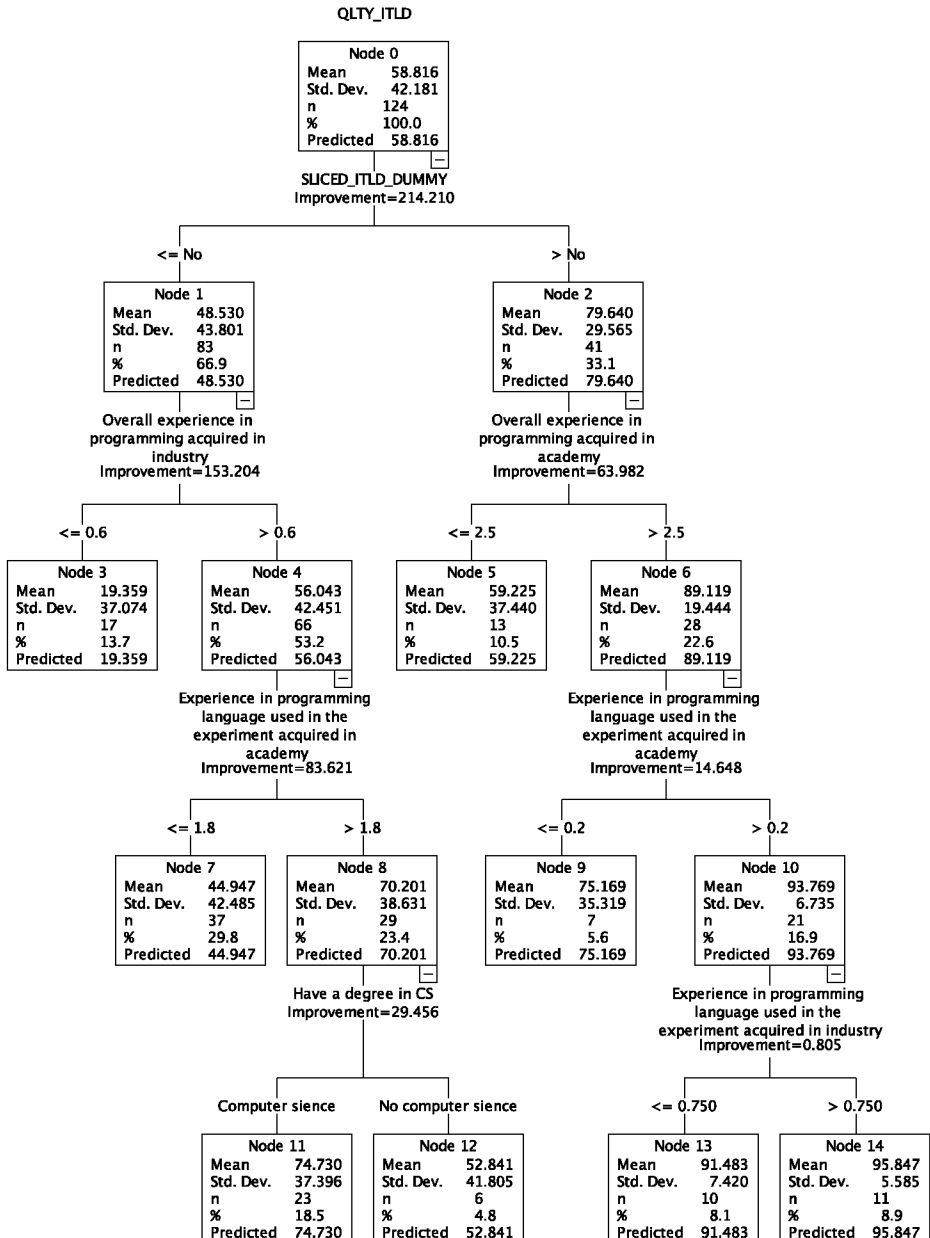 QLTY_ITLD
Node 0
Mean 58.816
Std. Dev. 42.181
n 124
% 100.0
Predicted 58.816
SLICED_ITLD_DUMMY
Improvement=214.210
<= No
> No
Node 1
Mean 48.530
Std. Dev. 43.801
n 83
% 66.9
Predicted 48.530
Node 2
Mean 79.640
Std. Dev. 29.565
n 41
% 33.1
Predicted 79.640
Overall experience in
programming acquired in
industry
Improvement=153.204
Overall experience in
programming acquired in
academy
Improvement=63.982
<= 0.6
> 0.6
<= 2.5
> 2.5
Node 3
Mean 19.359
Std. Dev. 37.074
n 17
% 13.7
Predicted 19.359
Node 4
Mean 56.043
Std. Dev. 42.451
n 66
% 53.2
Predicted 56.043
Node 5
Mean 59.225
Std. Dev. 37.440
n 13
% 10.5
Predicted 59.225
Node 6
Mean 89.119
Std. Dev. 19.444
n 28
% 22.6
Predicted 89.119
Experience in programming
language used in the
experiment acquired in
academy
Improvement=83.621
Experience in programming
language used in the
experiment acquired in
academy
Improvement=14.648
<= 1.8
> 1.8
<= 0.2
> 0.2
Node 7
Mean 44.947
Std. Dev. 42.485
n 37
% 29.8
Predicted 44.947
Node 8
Mean 70.201
Std. Dev. 38.631
n 29
% 23.4
Predicted 70.201
Node 9
Mean 75.169
Std. Dev. 35.319
n 7
% 5.6
Predicted 75.169
Node 10
Mean 93.769
Std. Dev. 6.735
n 21
% 16.9
Predicted 93.769
Have a degree in CS
Improvement=29.456
Experience in programming
language used in the
experiment acquired in industry
Improvement=0.805
Computer sience
No computer sience
<= 0.750
> 0.750
Node 11
Mean 74.730
Std. Dev. 37.396
n 23
% 18.5
Predicted 74.730
Node 12
Mean 52.841
Std. Dev. 41.805
n 6
% 4.8
Predicted 52.841
Node 13
Mean 91.483
Std. Dev. 7.420
n 10
% 8.1
Predicted 91.483
Node 14
Mean 95.847
Std. Dev. 5.585
n 11
% 8.9
Predicted 95.847